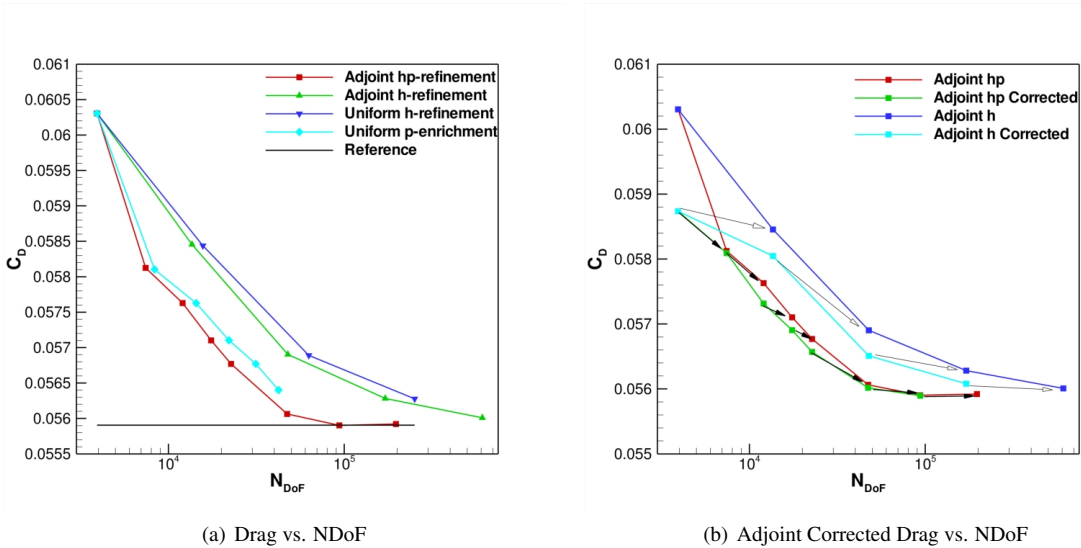 0.061
0.0605
0.06
0.0595
0.059
0.0585
0.058
0.0575
0.057
0.0565
0.056
0.0555
C_D
Adjoint hp-refinement
Adjoint h-refinement
Uniform h-refinement
Uniform p-enrichment
Reference
10^4
10^5
N_DoF
(a) Drag vs. NDoF
0.061
0.06
0.059
0.058
0.057
0.056
0.055
C_D
Adjoint hp
Adjoint hp Corrected
Adjoint h
Adjoint h Corrected
10^4
10^5
N_DoF
(b) Adjoint Corrected Drag vs. NDoF